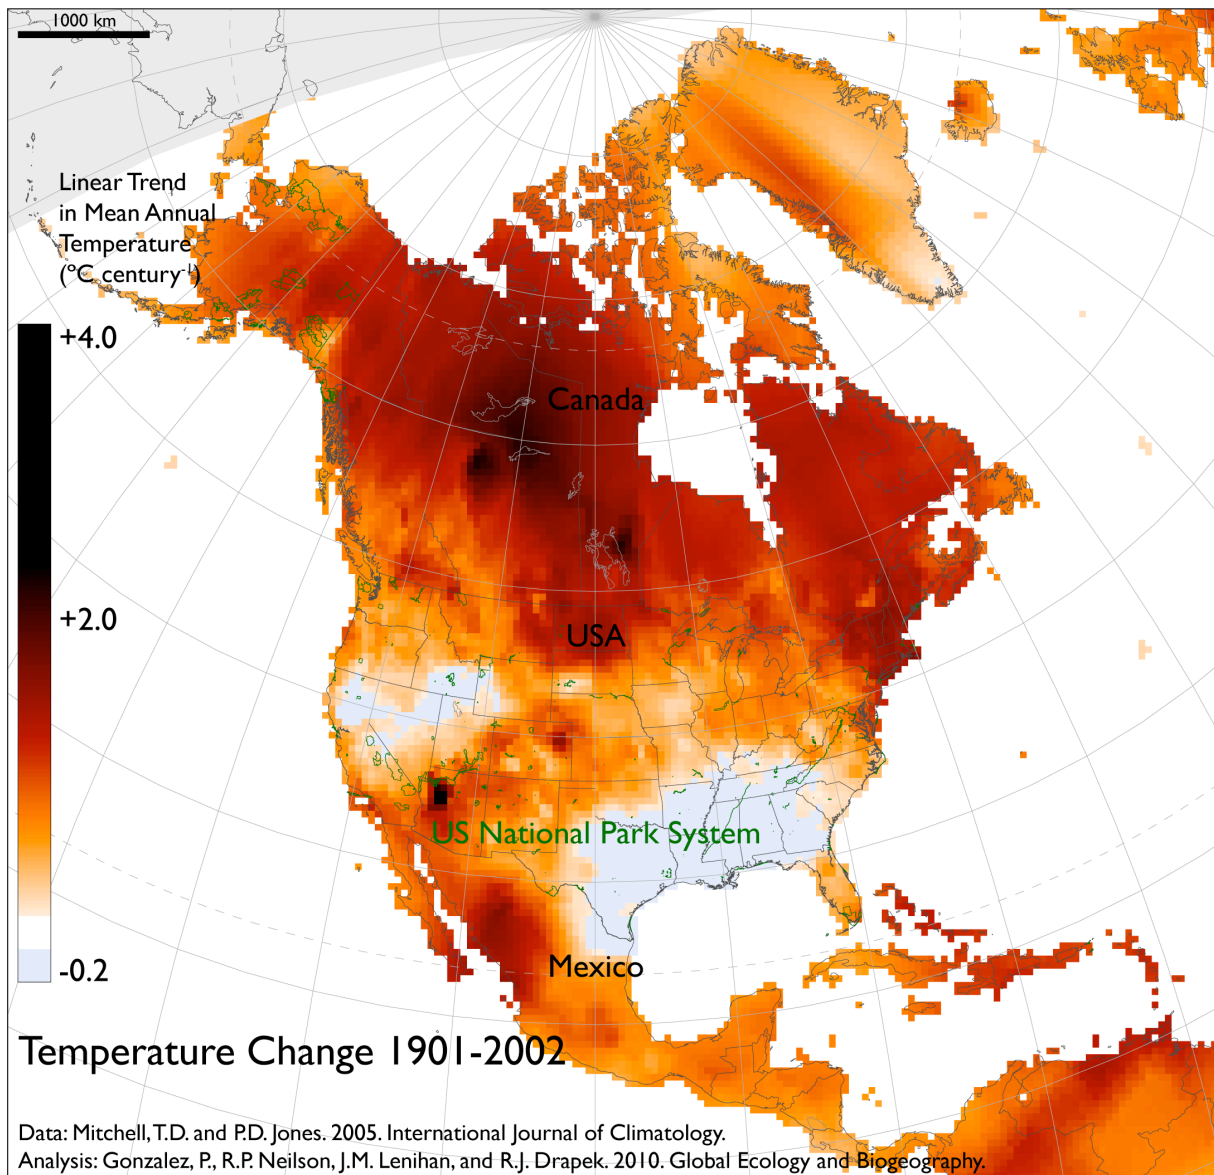 1000 km
Linear Trend
in Mean Annual
Temperature
(ºC century-1)
+4.0
+2.0
-0.2
Canada
USA
US National Park System
Mexico
Temperature Change 1901-2002
Data: Mitchell, T.D. and P.D. Jones. 2005. International Journal of Climatology.
Analysis: Gonzalez, P., R.P. Neilson, J.M. Lenihan, and R.J. Drapek. 2010. Global Ecology and Biogeography.